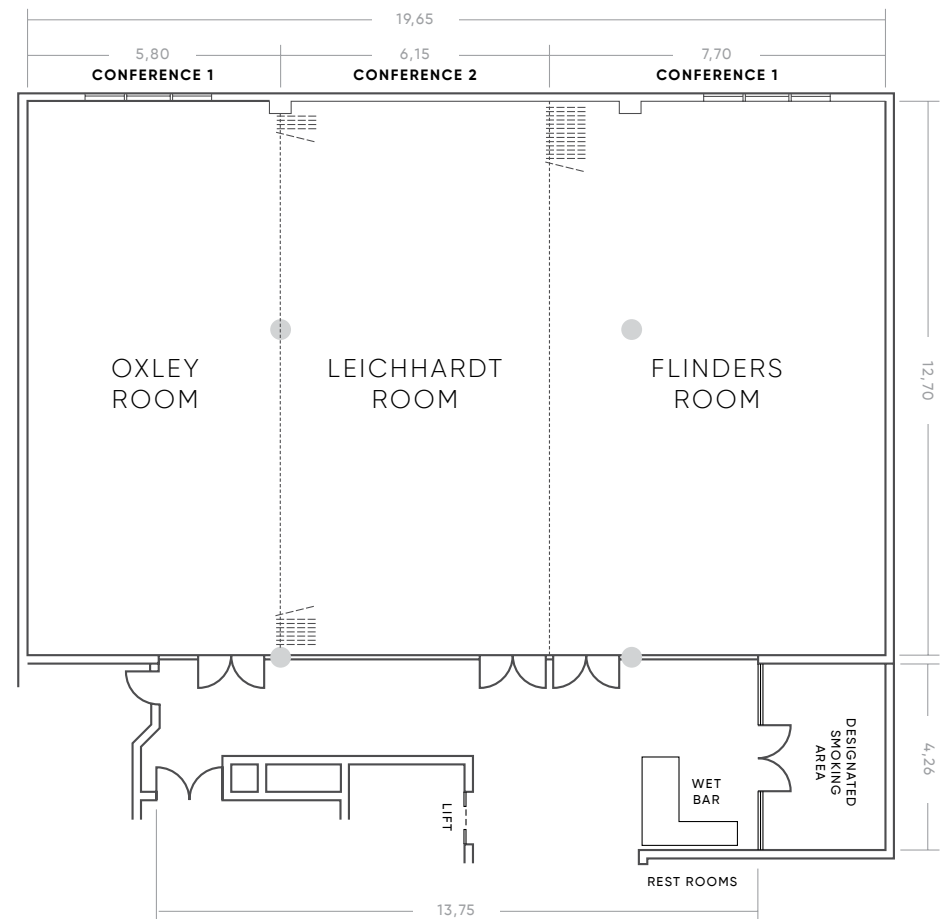 19,65
5,80
6,15
7,70
CONFERENCE 1
CONFERENCE 2
CONFERENCE 1
OXLEY
ROOM
LEICHHARDT
ROOM
FLINDERS
ROOM
12,70
DESIGNATED
SMOKING
AREA
4,26
WET
BAR
LIFT
REST ROOMS
13,75